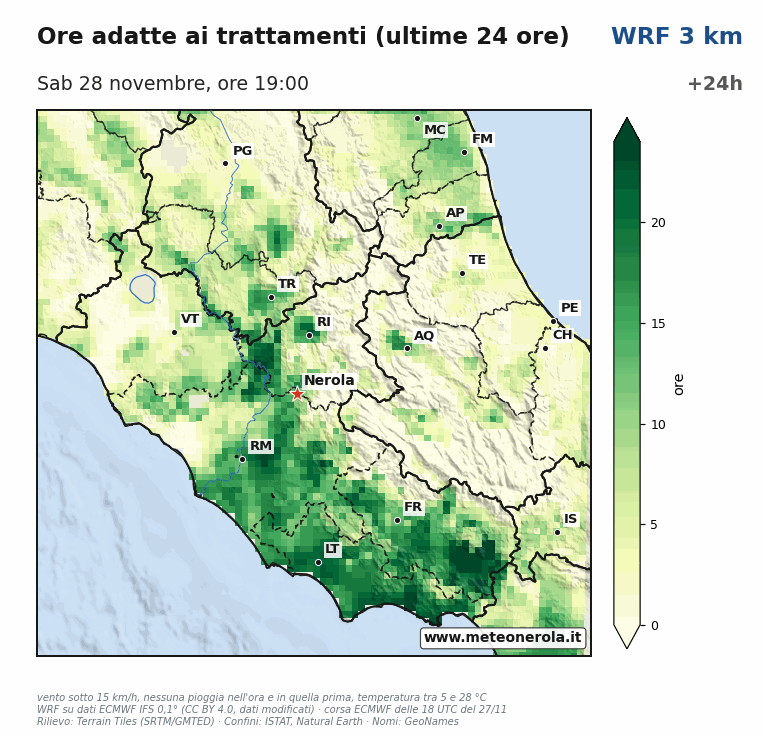 Ore adatte ai trattamenti (ultime 24 ore)
WRF 3 km
Sab 28 novembre, ore 19:00
+24h
MC
FM
PG
AP
TE
TR
PE
VT
RI
AQ
CH
Nerola
RM
FR
IS
LT
www.meteonerola.it
20
15
10
5
0
ore
vento sotto 15 km/h, nessuna pioggia nell'ora e in quella prima, temperatura tra 5 e 28 °C
WRF su dati ECMWF IFS 0,1° (CC BY 4.0, dati modificati) · corsa ECMWF delle 18 UTC del 27/11
Rilievo: Terrain Tiles (SRTM/GMTED) · Confini: ISTAT, Natural Earth · Nomi: GeoNames